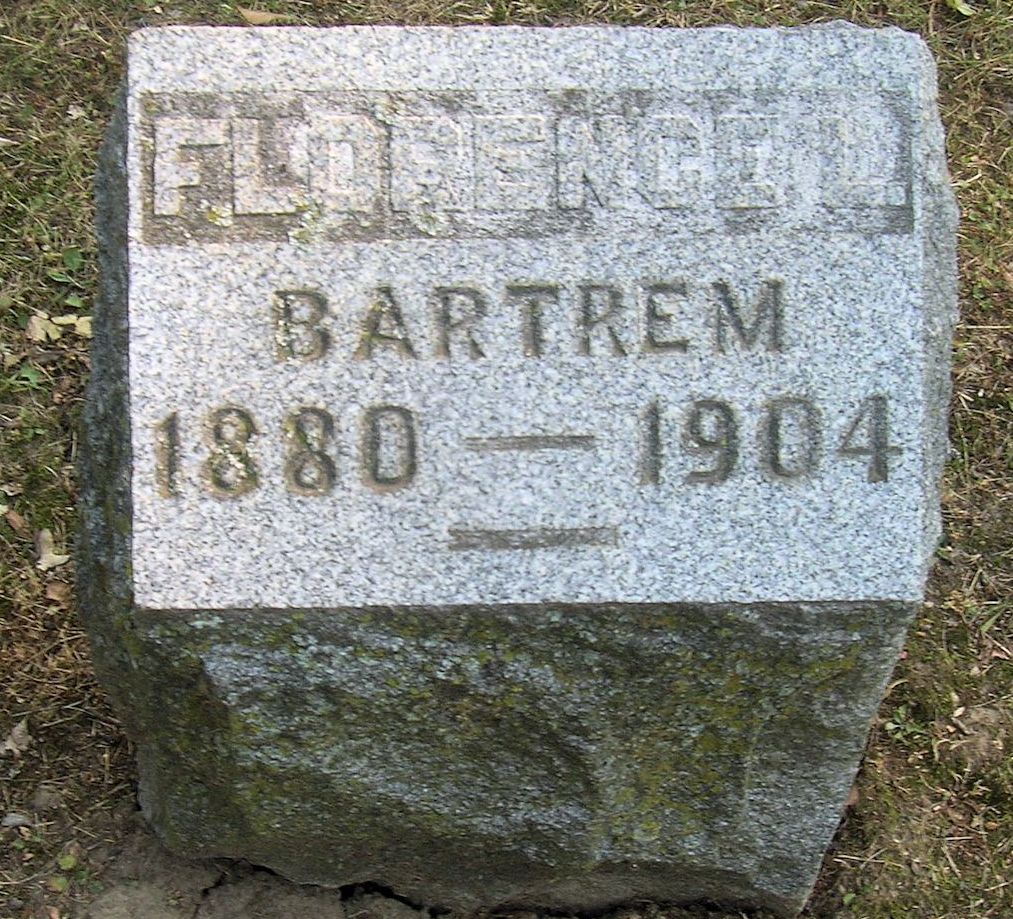 FLORENCE
BARTREM
1880 — 1904